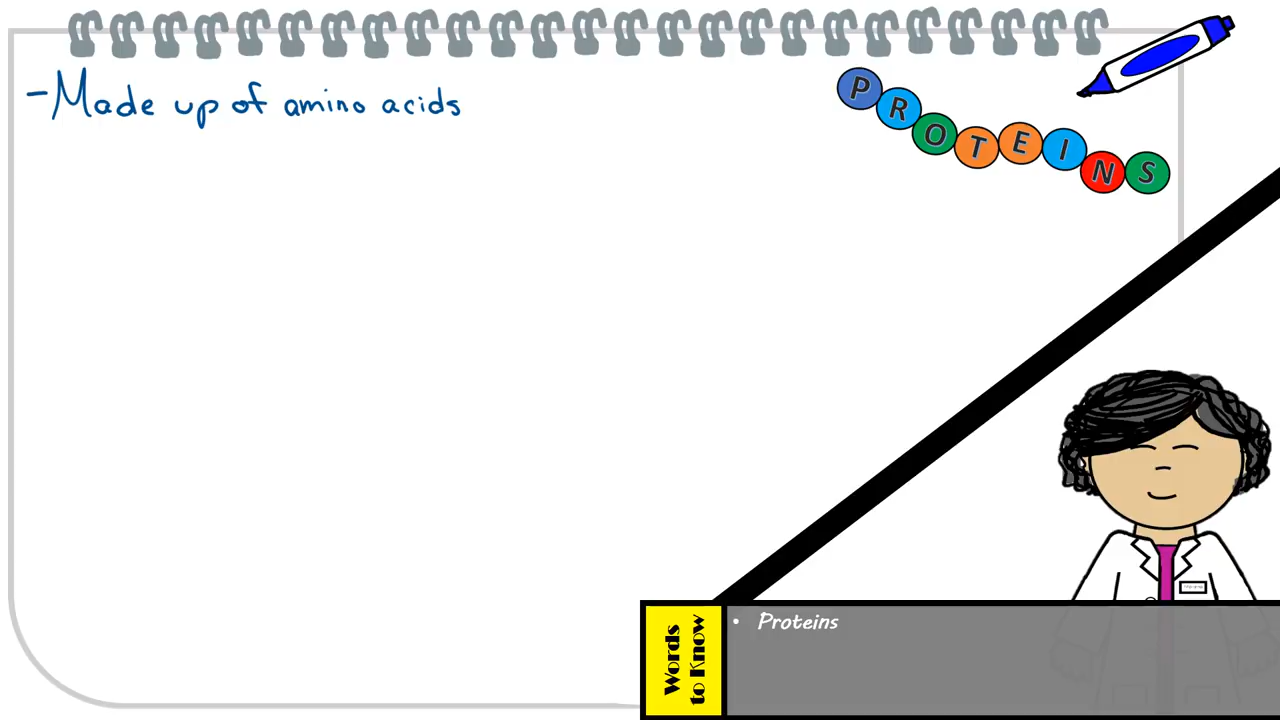 -Made up of amino acids
PROTEINS
Words
to Know
• Proteins